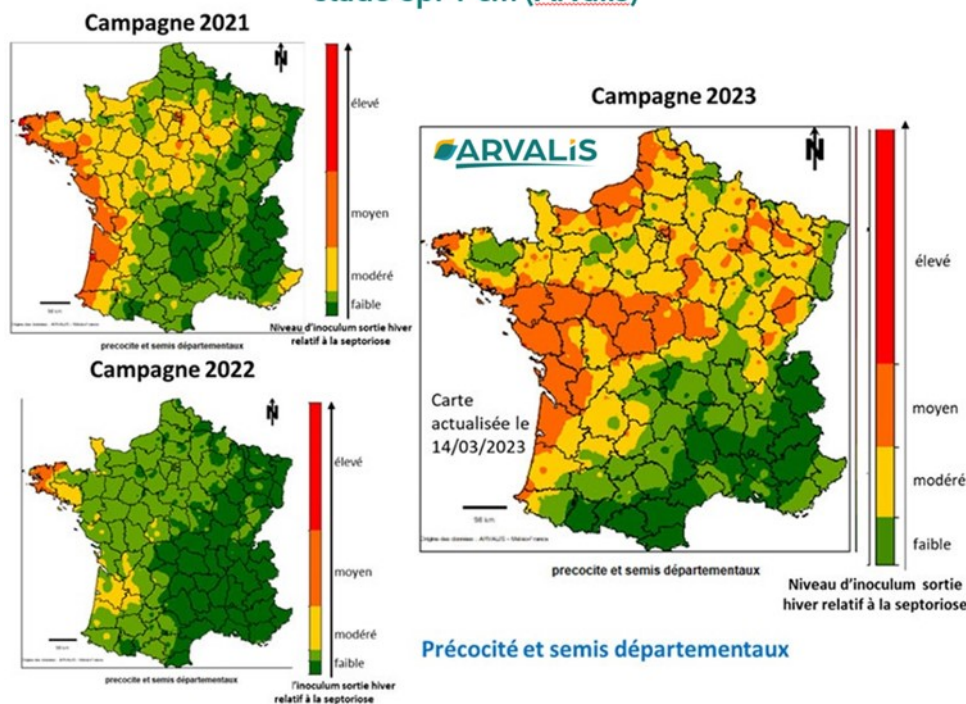 Campagne 2021
N
élevé
moyen
modéré
faible
Niveau d'inoculum sortie hiver
relatif à la septoriose
precocite et semis départementaux
Campagne 2022
N
élevé
moyen
modéré
faible
l'inoculum sortie hiver
relatif à la septoriose
precocite et semis départementaux
Campagne 2023
ARVALIS
N
Carte
actualisée le
14/03/2023
98 km
precocite et semis départementaux
élevé
moyen
modéré
faible
Niveau d'inoculum sortie
hiver relatif à la septoriose
Précocité et semis départementaux